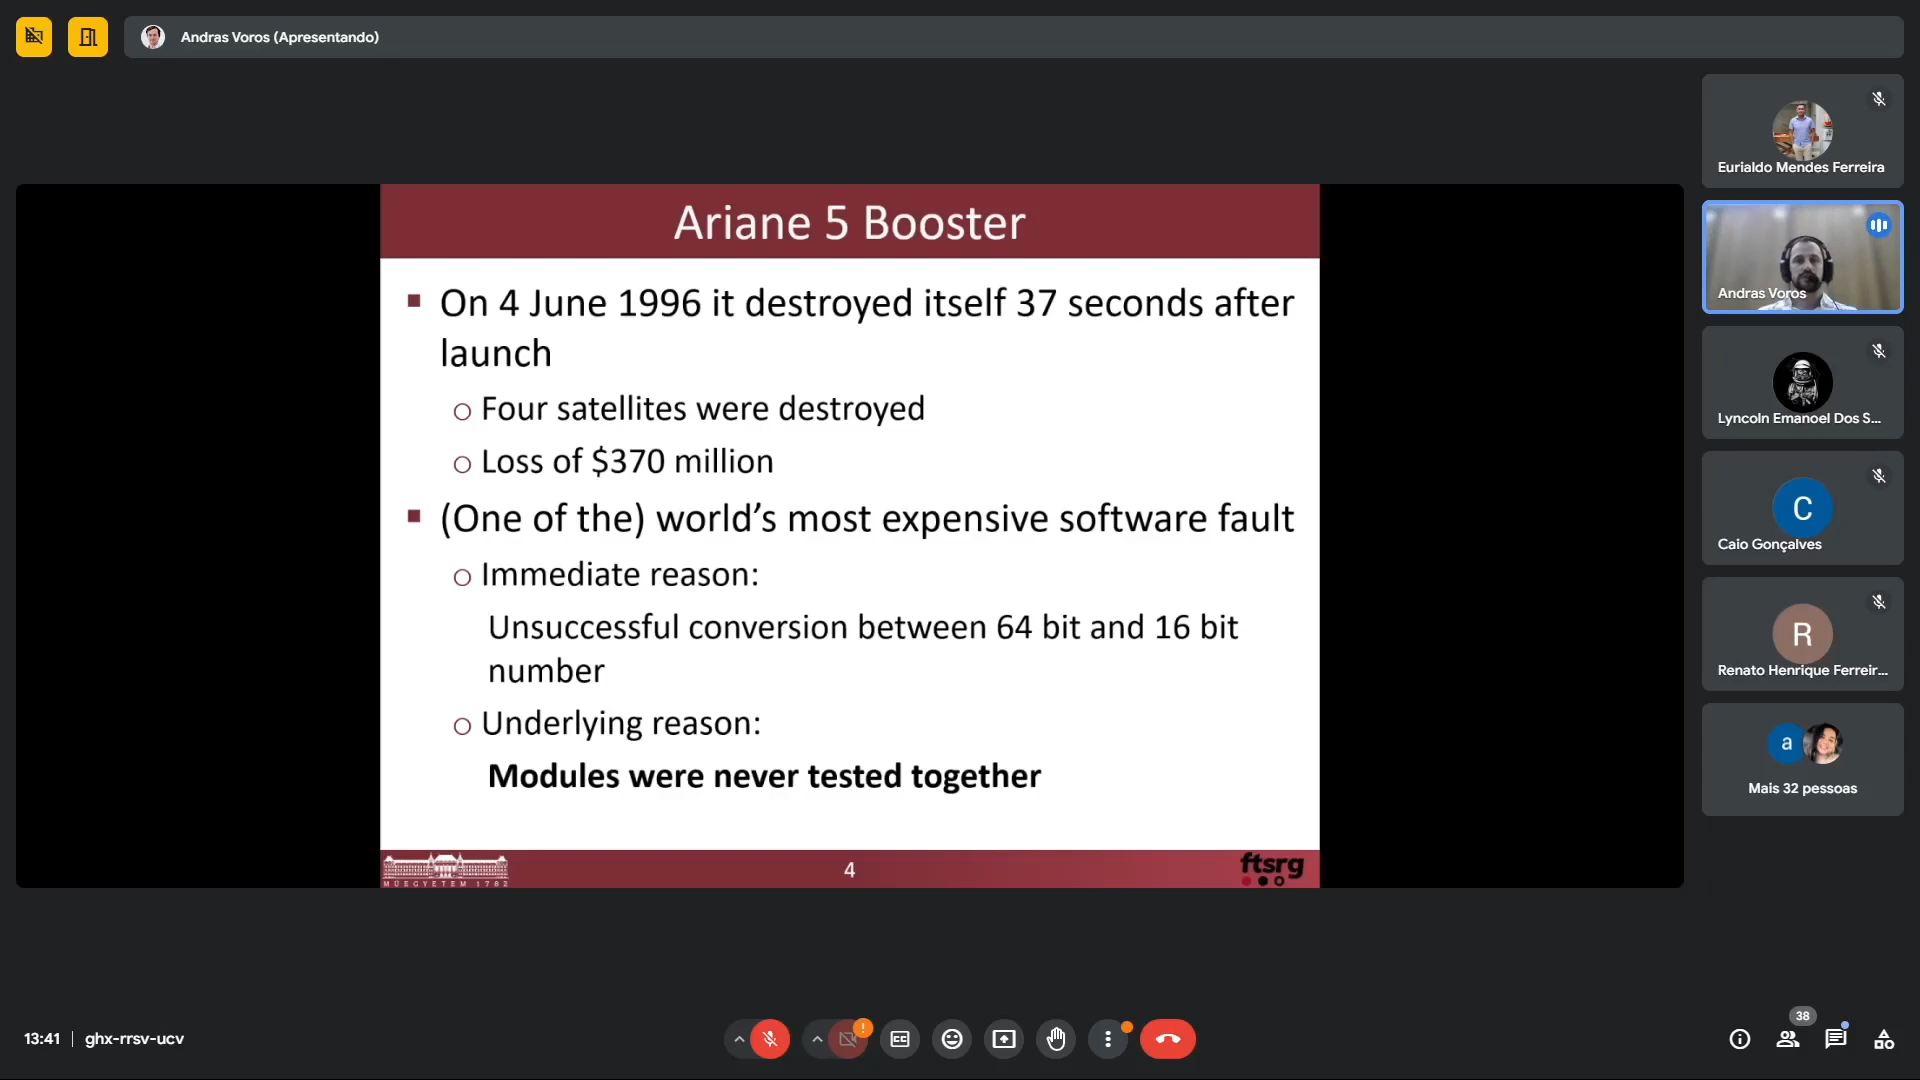 Andras Voros (Apresentando)
Eurialdo Mendes Ferreira
Andras Voros
Lyncoln Emanoel Dos S...
C
Caio Gonçalves
R
Renato Henrique Ferreir...
a
Mais 32 pessoas
Ariane 5 Booster
On 4 June 1996 it destroyed itself 37 seconds after
launch
Four satellites were destroyed
Loss of $370 million
(One of the) world’s most expensive software fault
Immediate reason:
Unsuccessful conversion between 64 bit and 16 bit
number
Underlying reason:
Modules were never tested together
MŰEGYETEM 1782
4
ftsrg
13:41 | ghx-rrsv-ucv
38